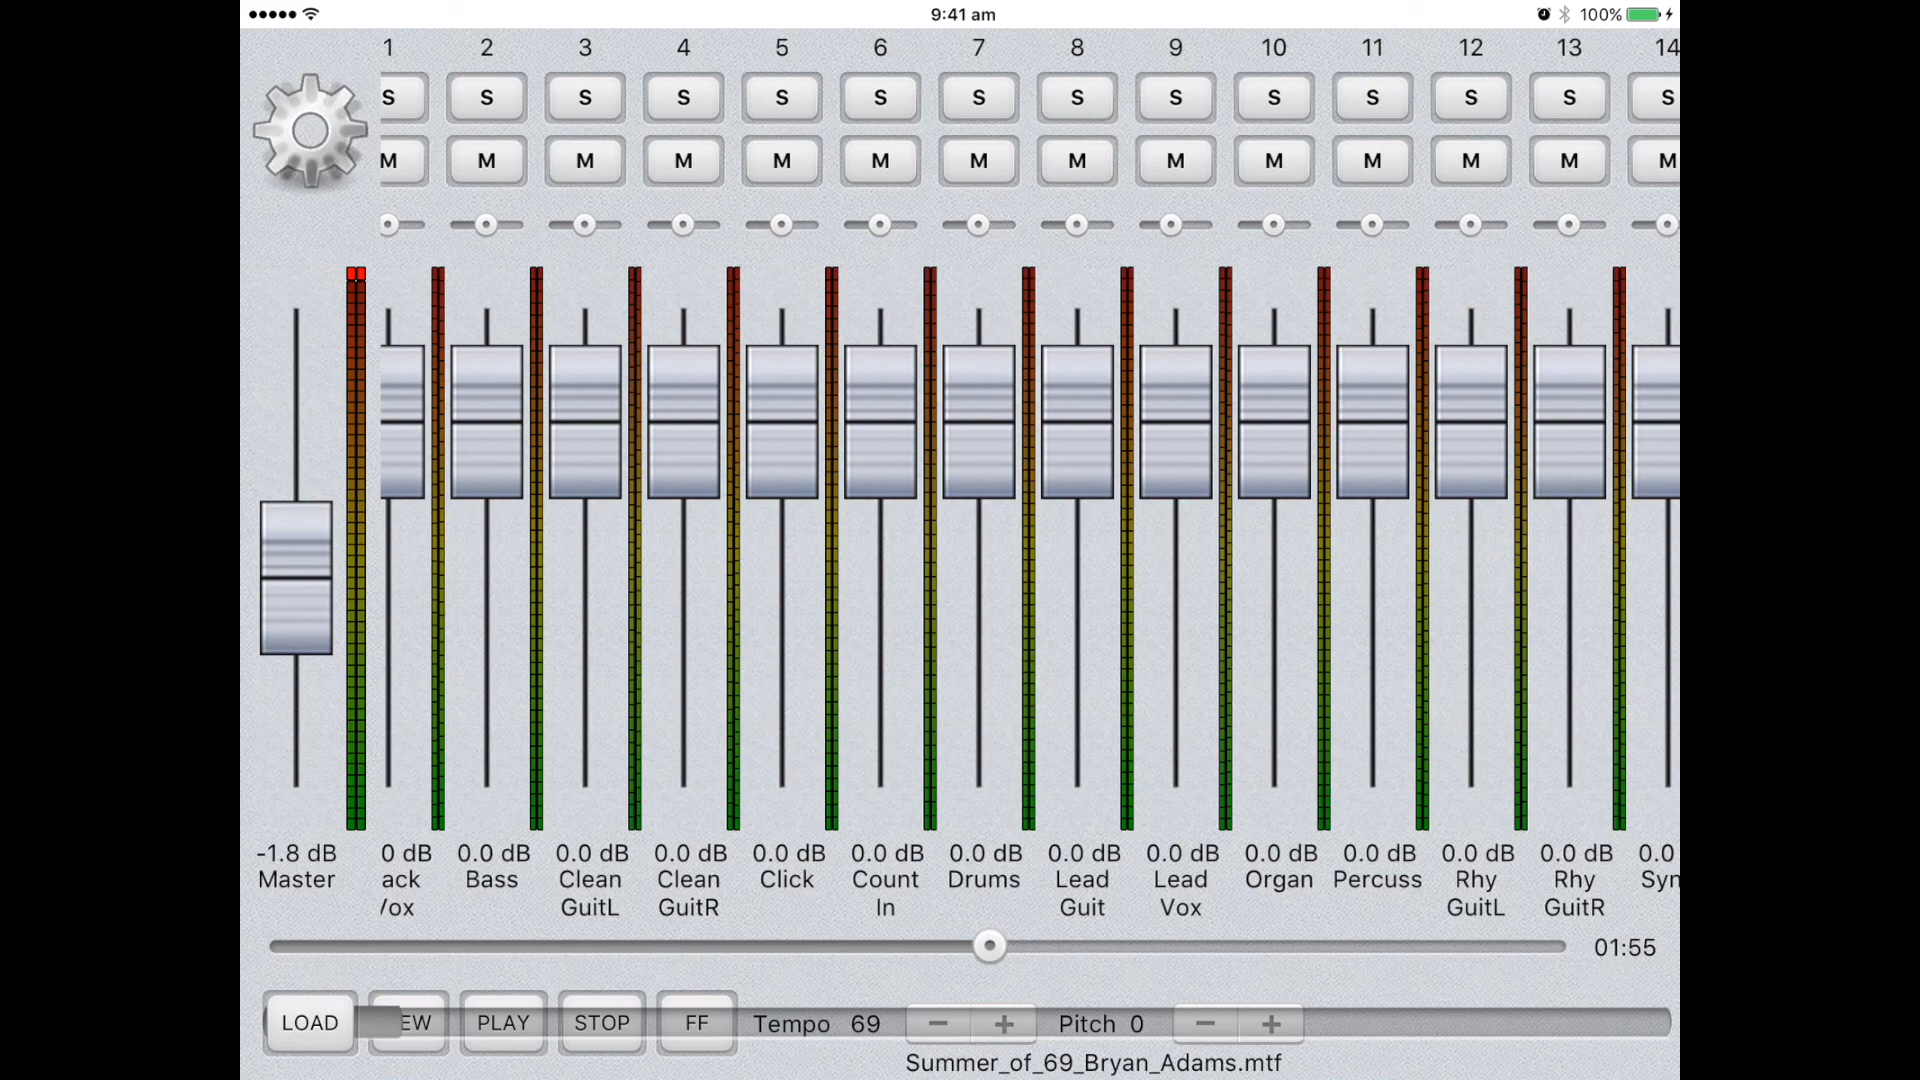 9:41 am
100%
1 2 3 4 5 6 7 8 9 10 11 12 13 14
S S S S S S S S S S S S S S
M M M M M M M M M M M M M M
-1.8 dB 0 dB 0.0 dB 0.0 dB 0.0 dB 0.0 dB 0.0 dB 0.0 dB 0.0 dB 0.0 dB 0.0 dB 0.0 dB 0.0 dB 0.0 dB 0.0
Master ack Bass Clean Clean Click Count Drums Lead Lead Organ Percuss Rhy Rhy Syn
Vox GuitL GuitR In Guit Vox GuitL GuitR
01:55
LOAD EW PLAY STOP FF Tempo 69 − + Pitch 0 − +
Summer_of_69_Bryan_Adams.mtf